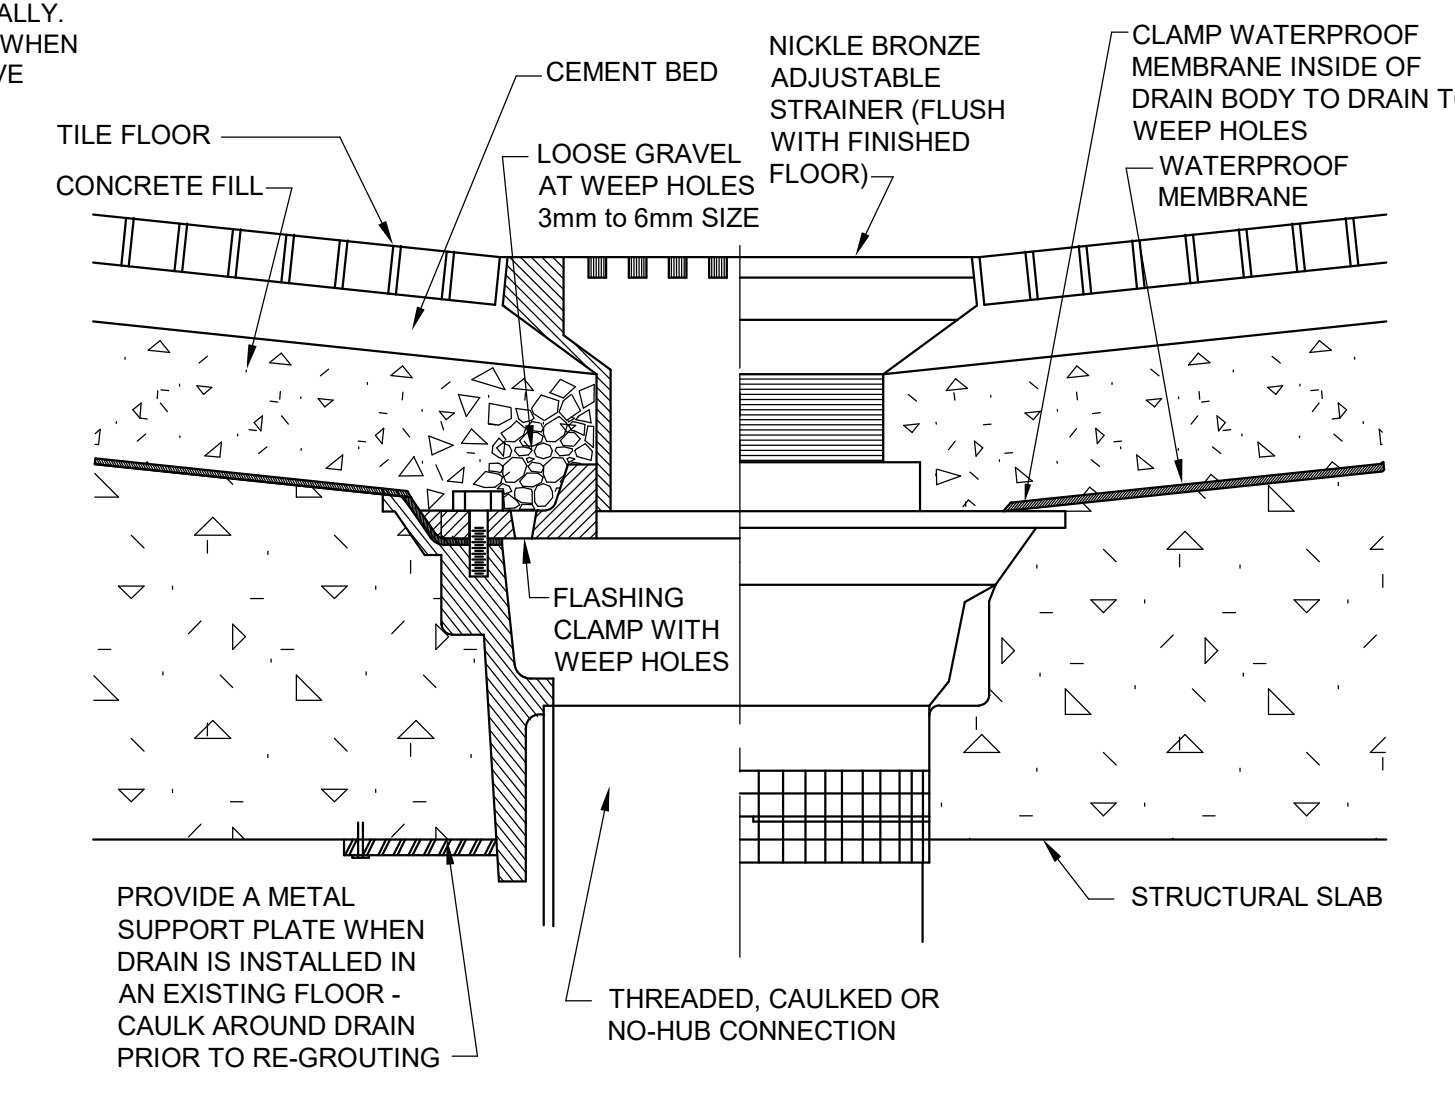 ALLY.
WHEN
VE
TILE FLOOR
CONCRETE FILL
CEMENT BED
LOOSE GRAVEL
AT WEEP HOLES
3mm to 6mm SIZE
NICKLE BRONZE
ADJUSTABLE
STRAINER (FLUSH
WITH FINISHED
FLOOR)
CLAMP WATERPROOF
MEMBRANE INSIDE OF
DRAIN BODY TO DRAIN TO
WEEP HOLES
WATERPROOF
MEMBRANE
FLASHING
CLAMP WITH
WEEP HOLES
PROVIDE A METAL
SUPPORT PLATE WHEN
DRAIN IS INSTALLED IN
AN EXISTING FLOOR -
CAULK AROUND DRAIN
PRIOR TO RE-GROUTING
THREADED, CAULKED OR
NO-HUB CONNECTION
STRUCTURAL SLAB